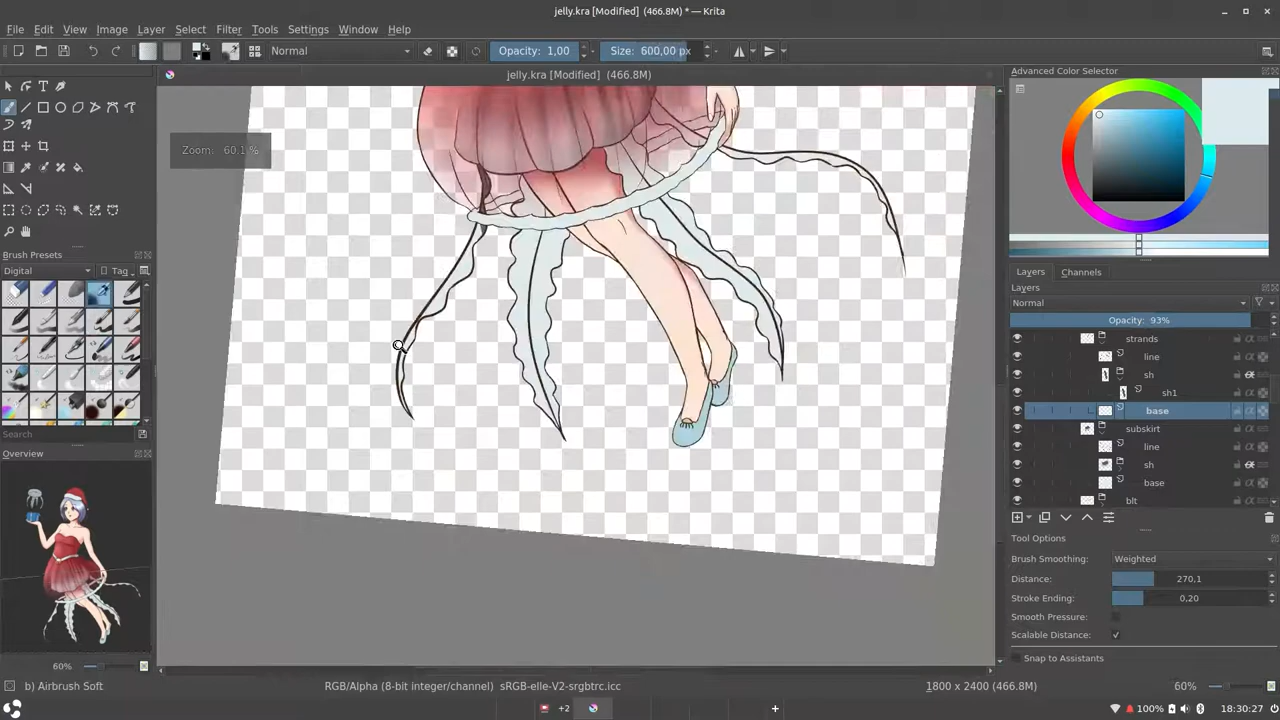 jelly.kra [Modified] (466.8M) * — Krita
File Edit View Image Layer Select Filter Tools Settings Window Help
Normal Opacity: 1,00 Size: 600,00 px
jelly.kra [Modified] (466.8M)
Zoom: 60.1 %
Brush Presets
Digital Tag
Search
Overview
60%
b) Airbrush Soft
RGB/Alpha (8-bit integer/channel) sRGB-elle-V2-srgbtrc.icc
1800 x 2400 (466.8M)
60%
Advanced Color Selector
Layers Channels
Layers
Normal
Opacity: 93%
strands
line
sh
sh1
base
subskirt
line
sh
base
blt
Tool Options
Brush Smoothing: Weighted
Distance: 270,1
Stroke Ending: 0,20
Smooth Pressure:
Scalable Distance:
Snap to Assistants
+2
100%
18:30:27